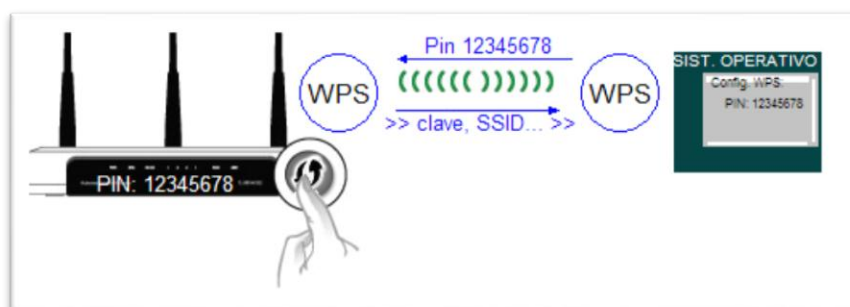 Pin 12345678
WPS
((((((  ))))))
WPS
>> clave, SSID... >>
PIN: 12345678
SIST. OPERATIVO
Config. WPS:
PIN: 12345678